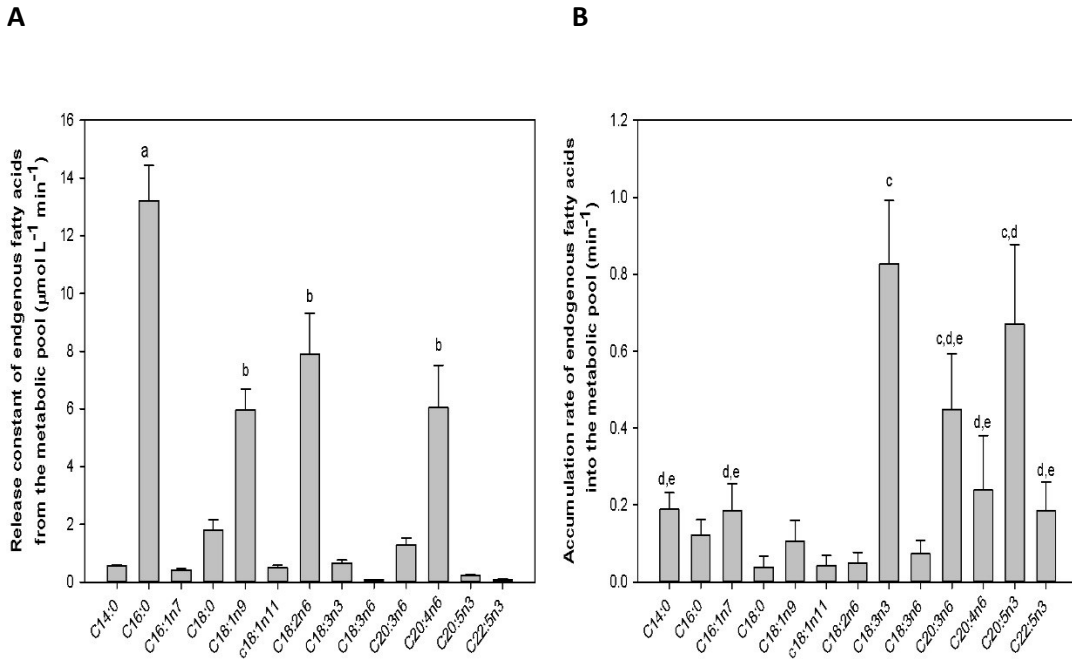 A
B
Release constant of endgenous fatty acids
from the metabolic pool (µmol L⁻¹ min⁻¹)
16
14
12
10
8
6
4
2
0
a
b
b
b
C14:0
C16:0
C16:1n7
C18:0
C18:1n9
c18:1n11
C18:2n6
C18:3n3
C18:3n6
C20:3n6
C20:4n6
C20:5n3
C22:5n3
Accumulation rate of endogenous fatty acids
into the metabolic pool (min⁻¹)
1.2
1.0
0.8
0.6
0.4
0.2
0.0
d,e
d,e
c
c,d,e
d,e
c,d
d,e
C14:0
C16:0
C16:1n7
C18:0
C18:1n9
c18:1n11
C18:2n6
C18:3n3
C18:3n6
C20:3n6
C20:4n6
C20:5n3
C22:5n3